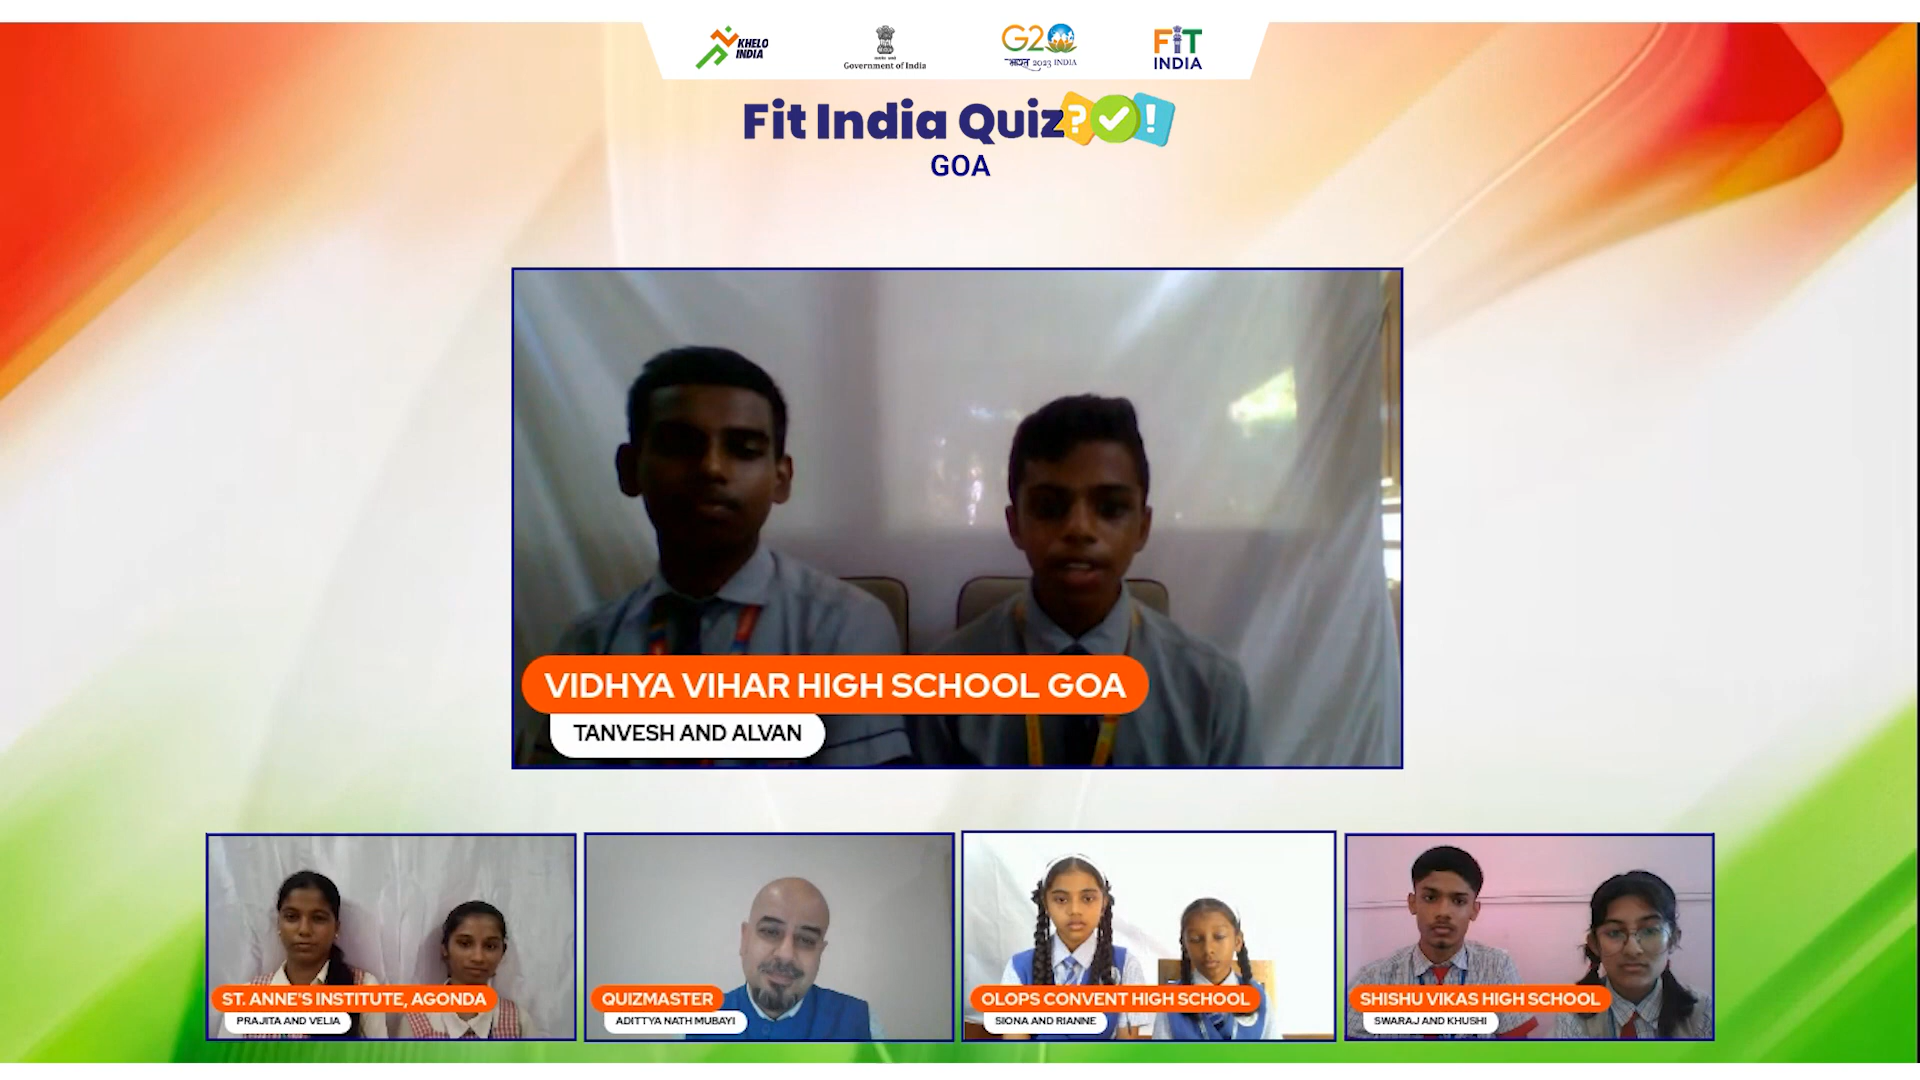 KHELO
INDIA
Government of India
G20
भारत 2023 INDIA
FIT
INDIA
Fit India Quiz?!
GOA
VIDHYA VIHAR HIGH SCHOOL GOA
TANVESH AND ALVAN
ST. ANNE'S INSTITUTE, AGONDA
PRAJITA AND VELIA
QUIZMASTER
ADITTYA NATH MUBAYI
OLOPS CONVENT HIGH SCHOOL
SIONA AND RIANNE
SHISHU VIKAS HIGH SCHOOL
SWARAJ AND KHUSHI